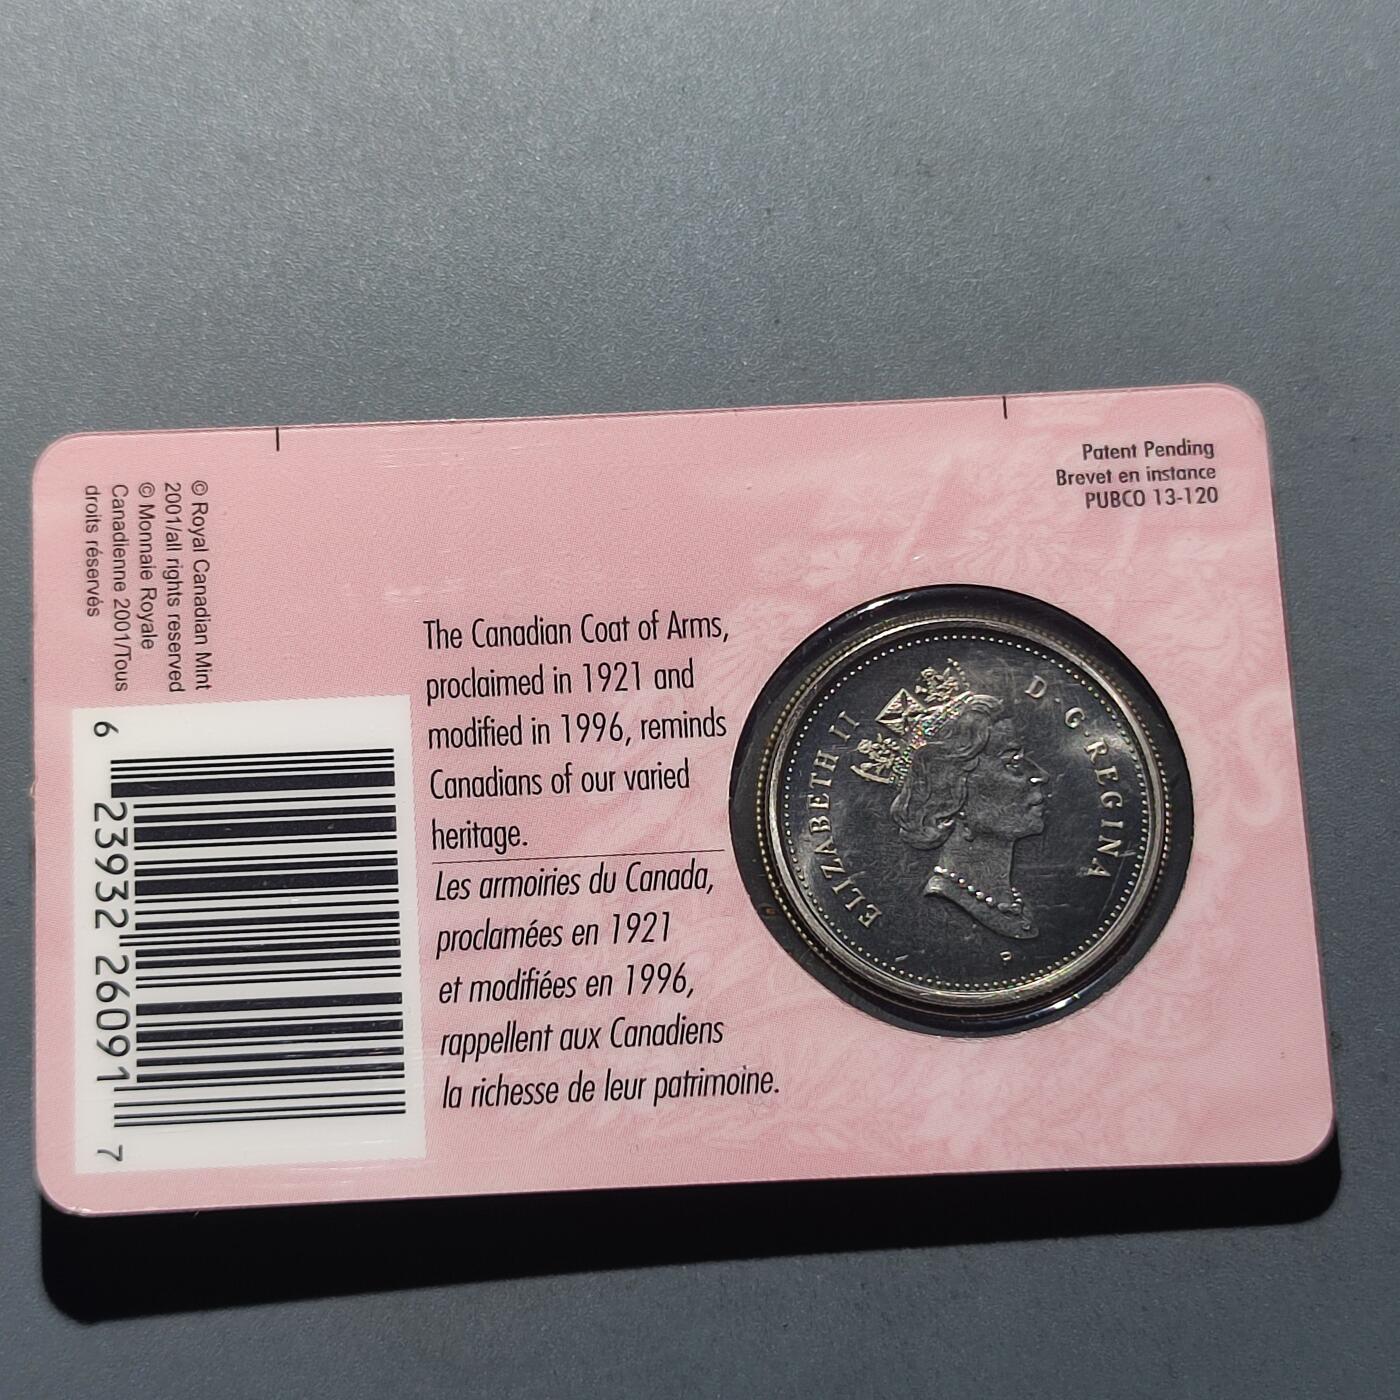 Patent Pending
Brevet en instance
PUBCO 13-120
© Royal Canadian Mint
2001/all rights reserved
© Monnaie Royale
Canadienne 2001/Tous
droits réservés
The Canadian Coat of Arms,
proclaimed in 1921 and
modified in 1996, reminds
Canadians of our varied
heritage.
Les armoiries du Canada,
proclamées en 1921
et modifiées en 1996,
rappellent aux Canadiens
la richesse de leur patrimoine.
6 23932 26091 7
ELIZABETH II
D·G·REGINA
P